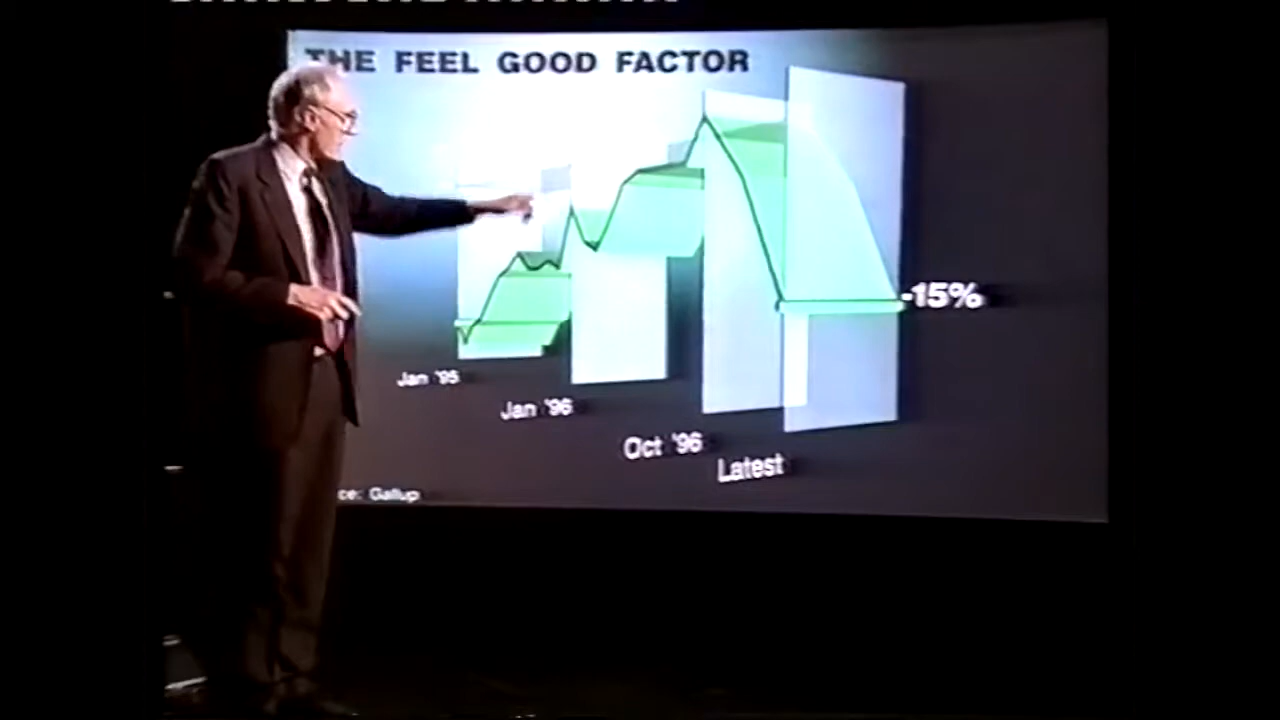 THE FEEL GOOD FACTOR
-15%
Jan '95
Jan '96
Oct '96
Latest
ce: Gallup